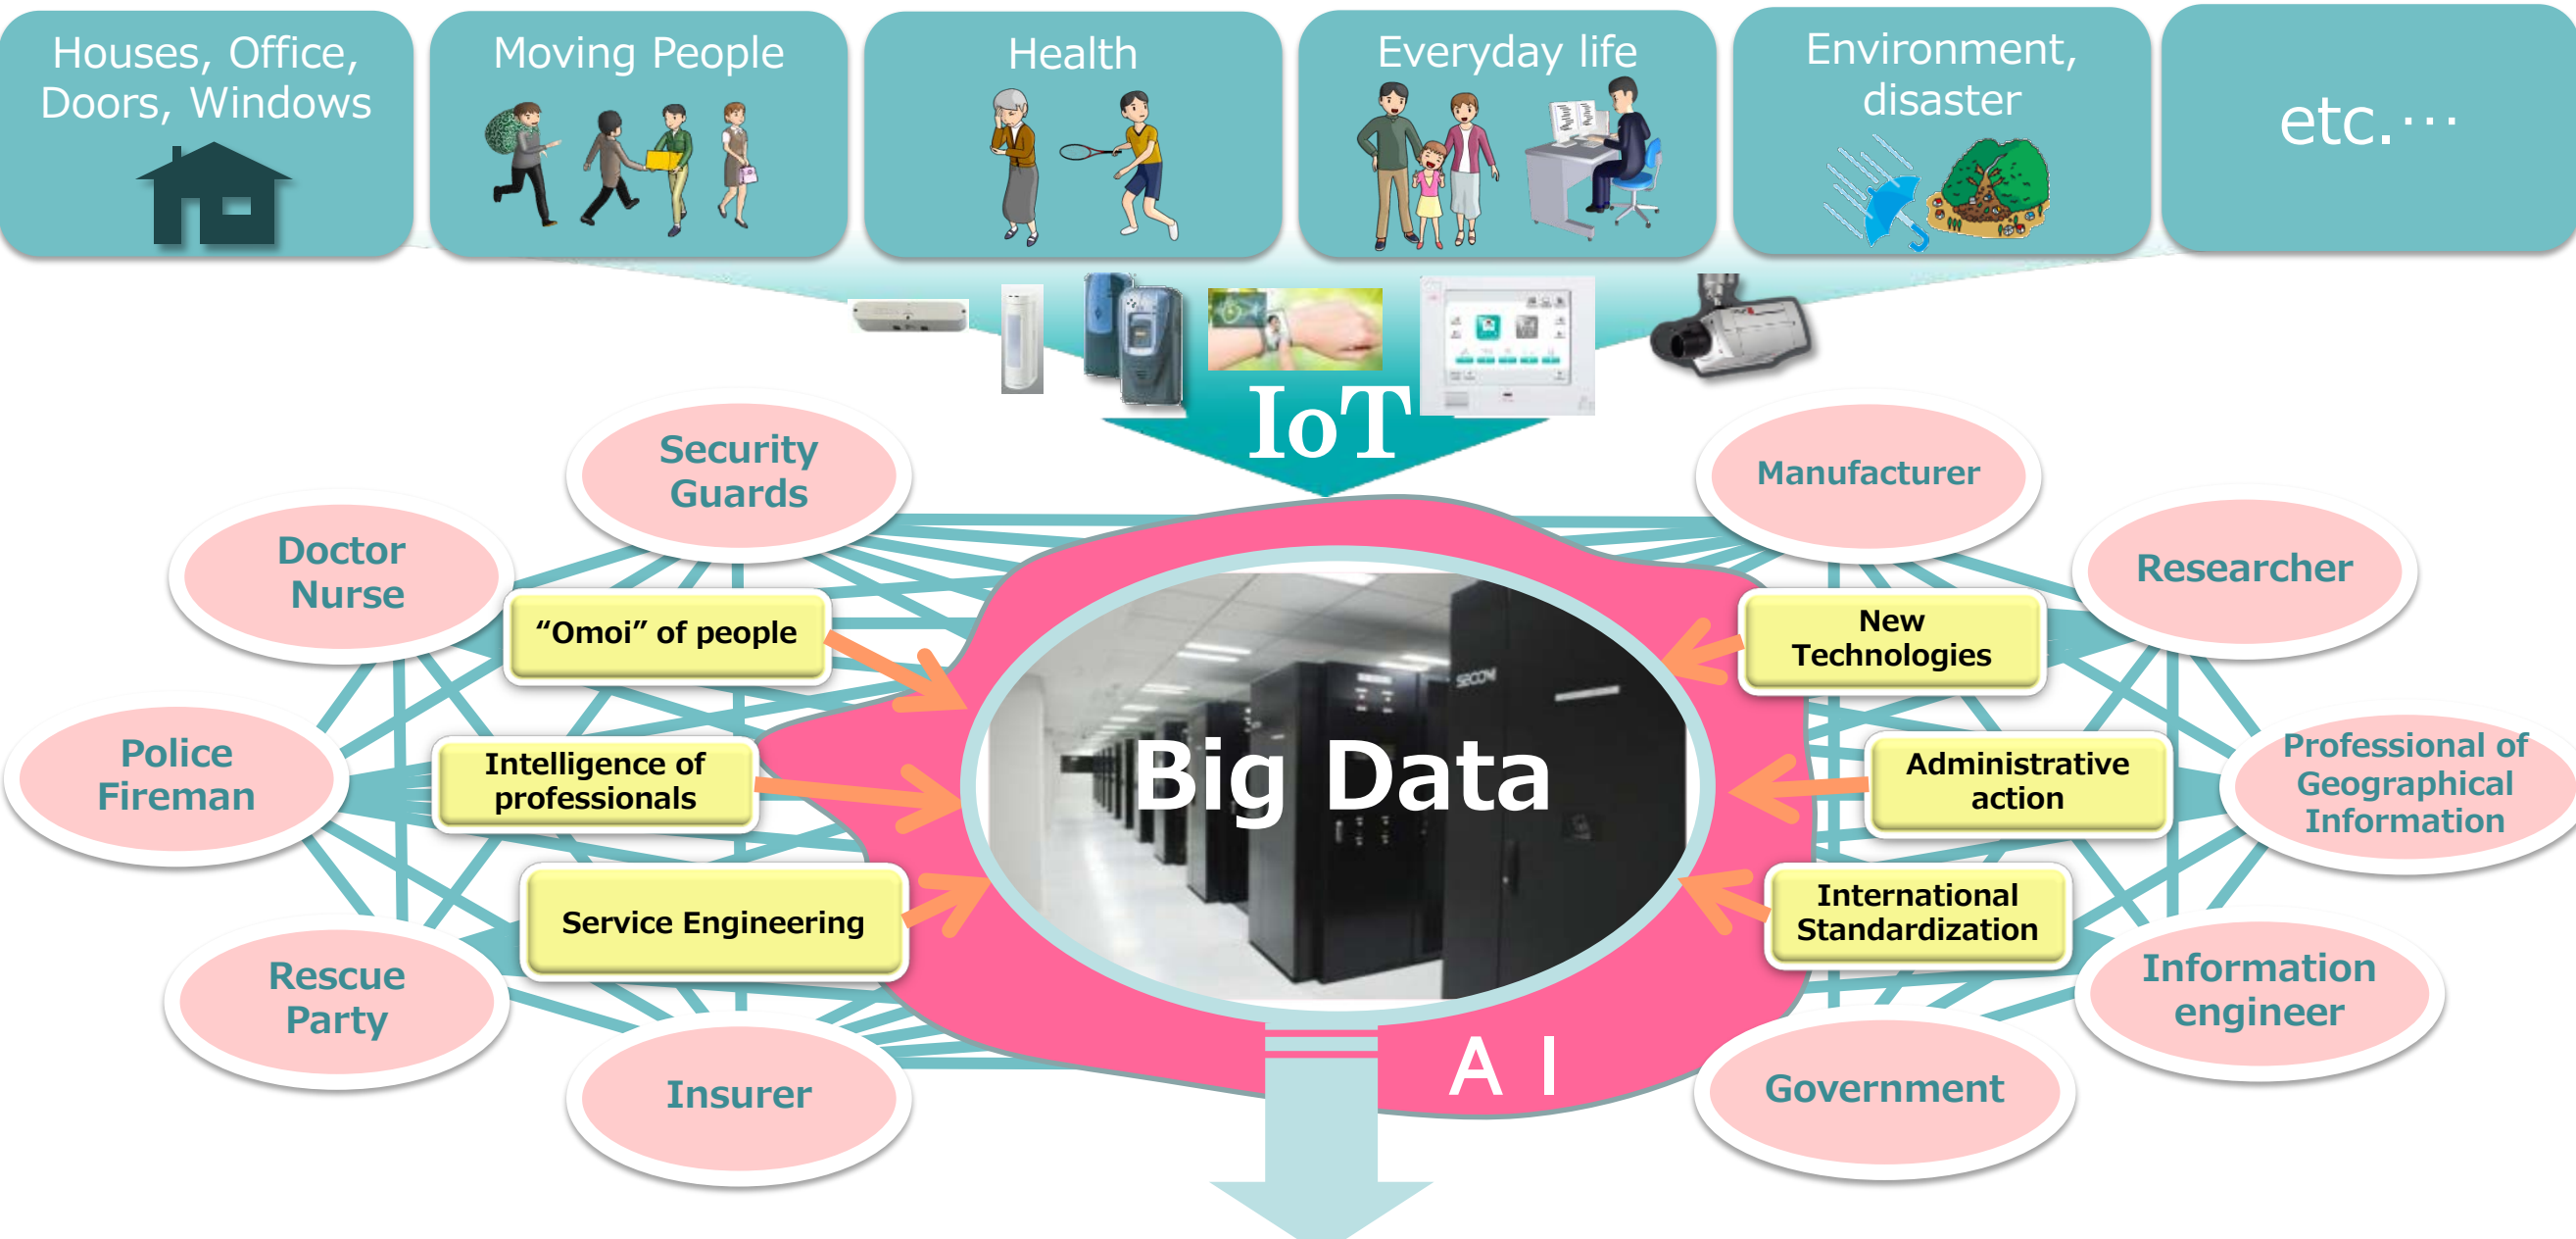 Houses, Office,
Doors, Windows
Moving People
Health
Everyday life
Environment,
disaster
etc.…
IoT
Security
Guards
Manufacturer
Doctor
Nurse
Researcher
“Omoi” of people
New
Technologies
SECOM
Police
Fireman
Intelligence of
professionals
Big Data
Administrative
action
Professional of
Geographical
Information
Service Engineering
International
Standardization
Rescue
Party
Information
engineer
AI
Insurer
Government